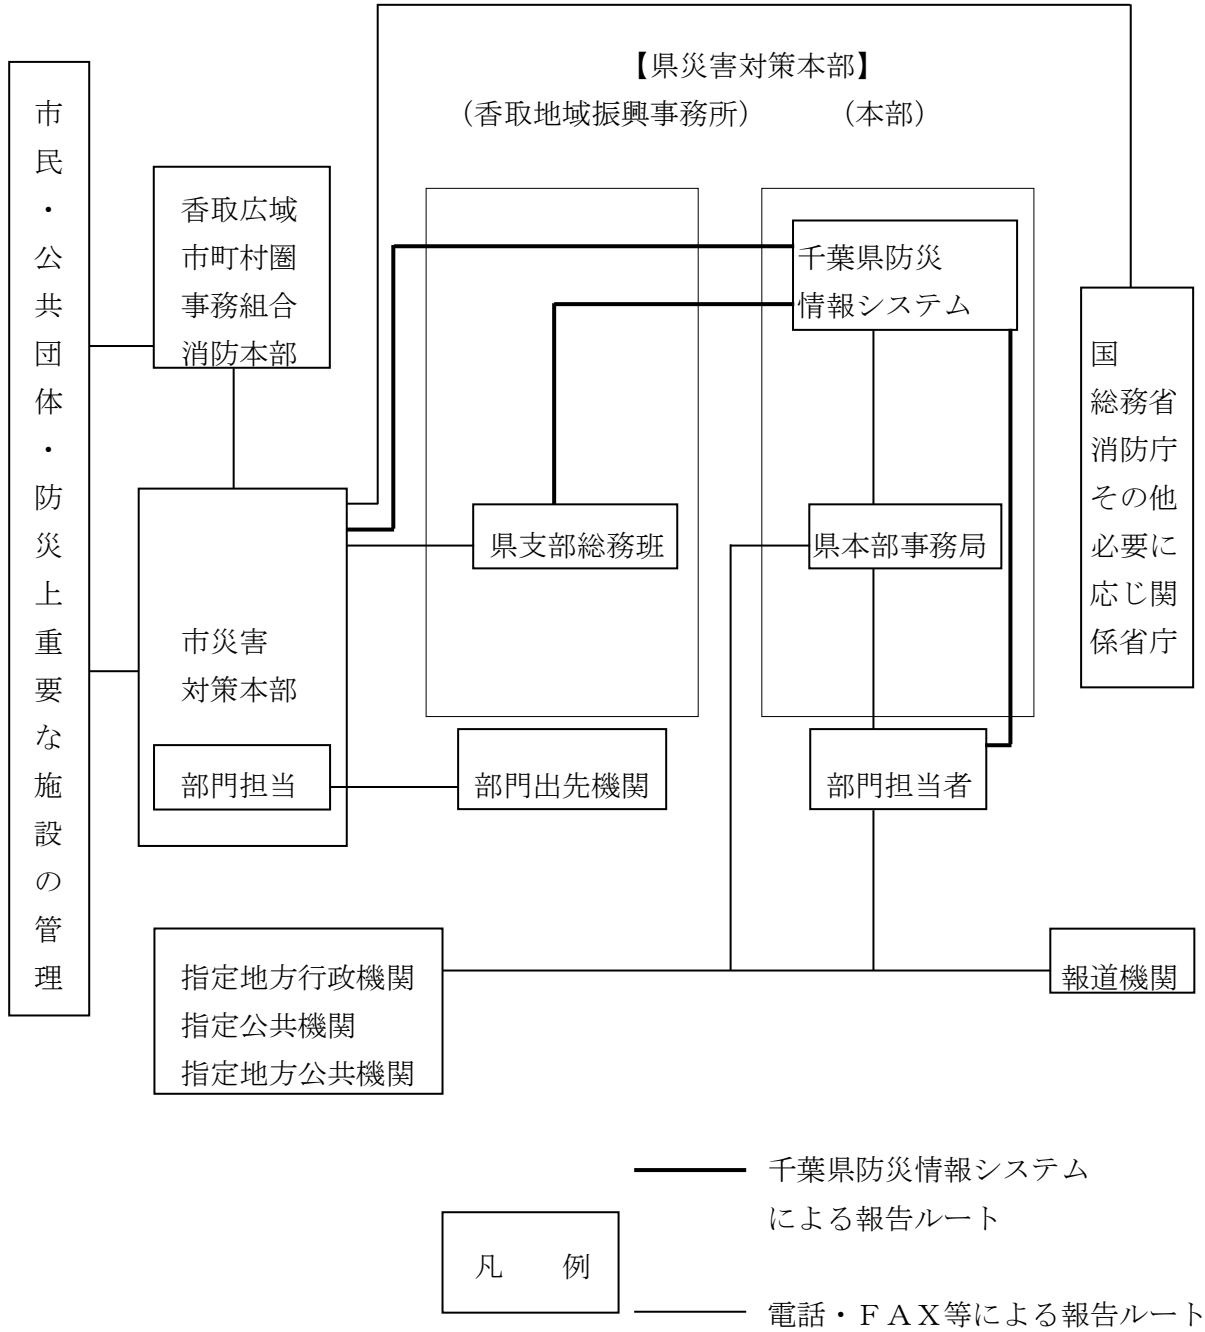 【県災害対策本部】
（香取地域振興事務所）
（本部）
市民・公共団体・防災上重要な施設の管理
香取広域
市町村圏
事務組合
消防本部
千葉県防災
情報システム
国
総務省
消防庁
その他
必要に
応じ関
係省庁
県支部総務班
県本部事務局
市災害
対策本部
部門担当
部門出先機関
部門担当者
指定地方行政機関
指定公共機関
指定地方公共機関
報道機関
凡　例
千葉県防災情報システム
による報告ルート
電話・ＦＡＸ等による報告ルート